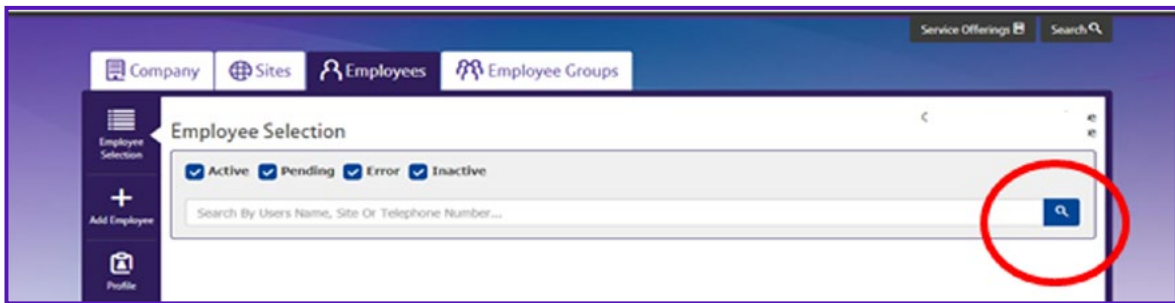 Service Offerings Search
Company Sites Employees Employee Groups
Employee Selection
Employee
Selection
Active Pending Error Inactive
Search By Users Name, Site Or Telephone Number...
Add Employee
Profile